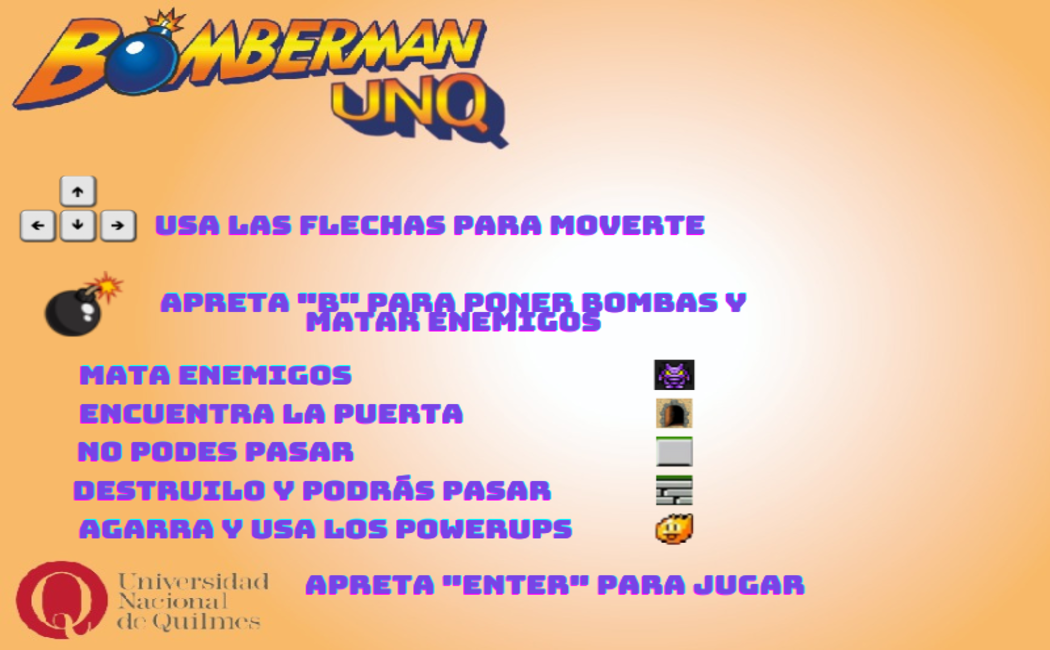 BOMBERMAN
UNQ
USA LAS FLECHAS PARA MOVERTE
APRETA "B" PARA PONER BOMBAS Y
MATAR ENEMIGOS
MATA ENEMIGOS
ENCUENTRA LA PUERTA
NO PODES PASAR
DESTRUILO Y PODRÁS PASAR
AGARRA Y USA LOS POWERUPS
Universidad
Nacional
de Quilmes
APRETA "ENTER" PARA JUGAR